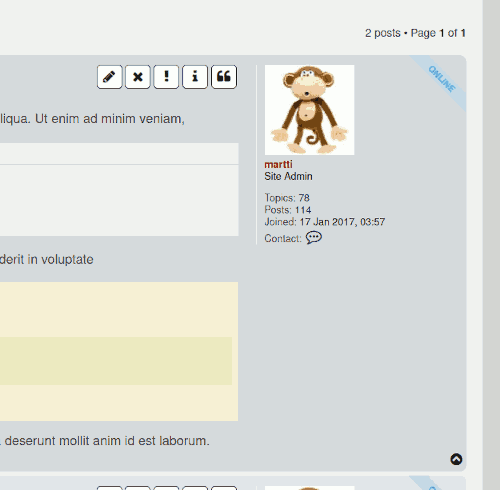 2 posts • Page 1 of 1
ONLINE
liqua. Ut enim ad minim veniam,
martti
Site Admin
Topics: 78
Posts: 114
Joined: 17 Jan 2017, 03:57
Contact:
derit in voluptate
deserunt mollit anim id est laborum.